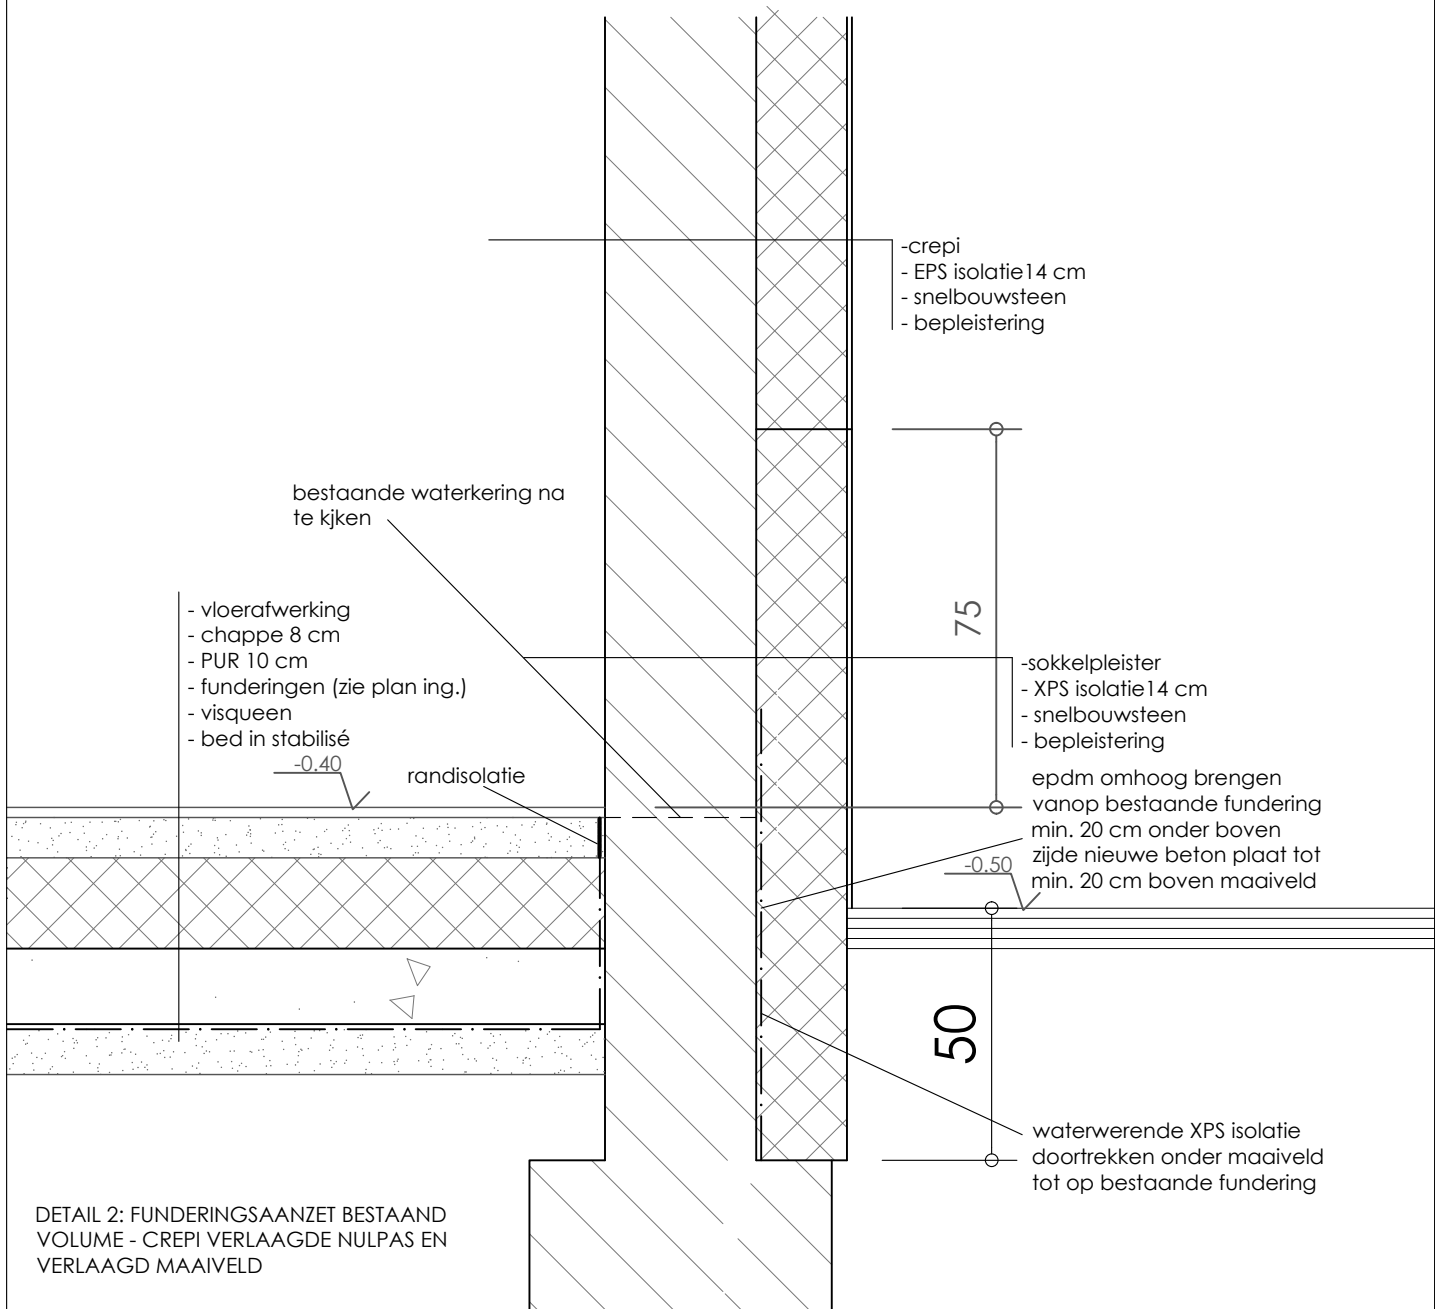 -crepi
- EPS isolatie14 cm
- snelbouwsteen
- bepleistering
bestaande waterkering na
te kjken
75
- vloerafwerking
- chappe 8 cm
- PUR 10 cm
- funderingen (zie plan ing.)
- visqueen
- bed in stabilisé
-0.40
randisolatie
-sokkelpleister
- XPS isolatie14 cm
- snelbouwsteen
- bepleistering
epdm omhoog brengen
vanop bestaande fundering
min. 20 cm onder boven
zijde nieuwe beton plaat tot
min. 20 cm boven maaiveld
-0.50
50
waterwerende XPS isolatie
doortrekken onder maaiveld
tot op bestaande fundering
DETAIL 2: FUNDERINGSAANZET BESTAAND
VOLUME - CREPI VERLAAGDE NULPAS EN
VERLAAGD MAAIVELD